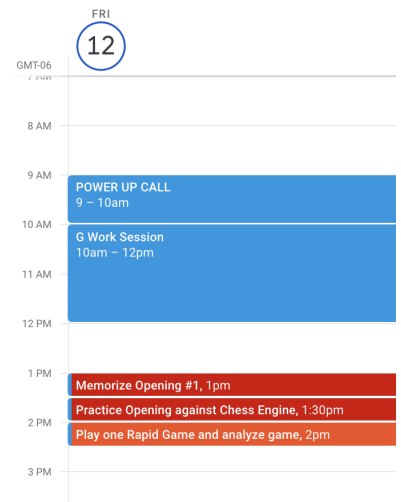 FRI
12
GMT-06
7 AM
8 AM
9 AM
POWER UP CALL
9 – 10am
10 AM
G Work Session
10am – 12pm
11 AM
12 PM
1 PM
Memorize Opening #1, 1pm
Practice Opening against Chess Engine, 1:30pm
2 PM
Play one Rapid Game and analyze game, 2pm
3 PM